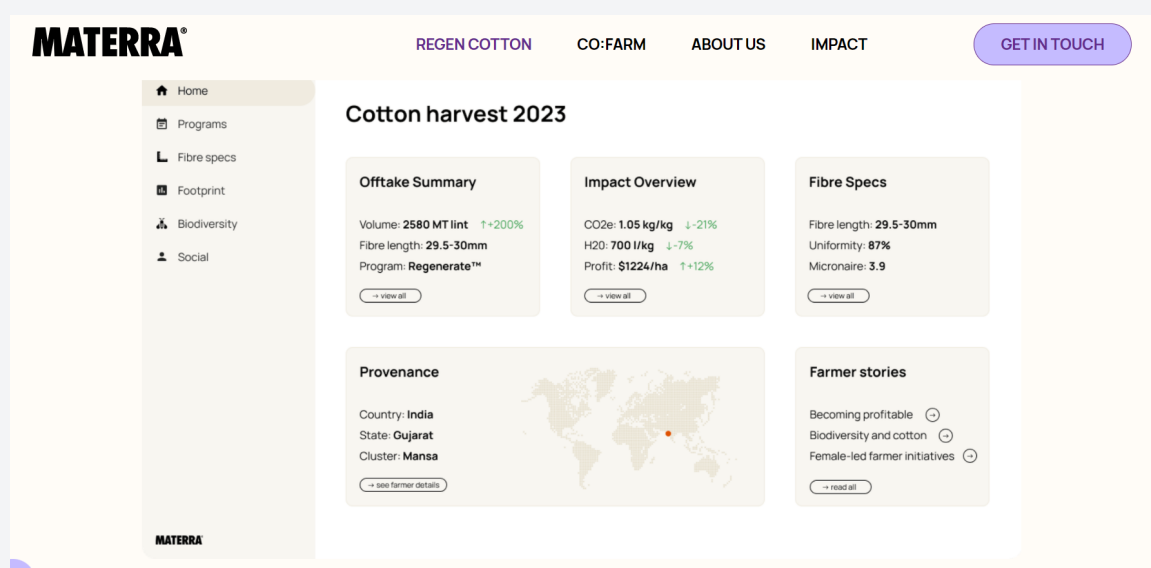 MATERRA®
REGEN COTTON
CO:FARM
ABOUT US
IMPACT
GET IN TOUCH
Home
Programs
Fibre specs
Footprint
Biodiversity
Social
MATERRA
Cotton harvest 2023
Offtake Summary
Volume: 2580 MT lint ↑+200%
Fibre length: 29.5-30mm
Program: Regenerate™
→ view all
Impact Overview
CO2e: 1.05 kg/kg ↓-21%
H20: 700 l/kg ↓-7%
Profit: $1224/ha ↑+12%
→ view all
Fibre Specs
Fibre length: 29.5-30mm
Uniformity: 87%
Micronaire: 3.9
→ view all
Provenance
Country: India
State: Gujarat
Cluster: Mansa
→ see farmer details
Farmer stories
Becoming profitable →
Biodiversity and cotton →
Female-led farmer initiatives →
→ read all